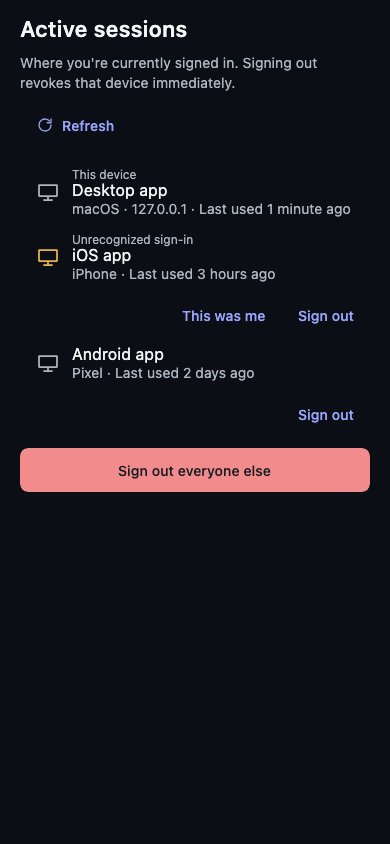 Active sessions
Where you're currently signed in. Signing out
revokes that device immediately.
Refresh
This device
Desktop app
macOS · 127.0.0.1 · Last used 1 minute ago
Unrecognized sign-in
iOS app
iPhone · Last used 3 hours ago
This was me
Sign out
Android app
Pixel · Last used 2 days ago
Sign out
Sign out everyone else